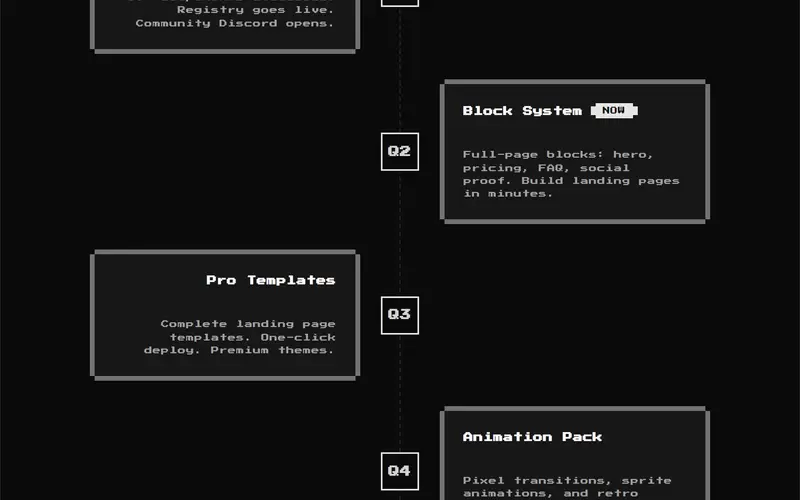 Registry goes live.
Community Discord opens.
Block System NOW
Q2
Full-page blocks: hero,
pricing, FAQ, social
proof. Build landing pages
in minutes.
Pro Templates
Q3
Complete landing page
templates. One-click
deploy. Premium themes.
Animation Pack
Q4
Pixel transitions, sprite
animations, and retro